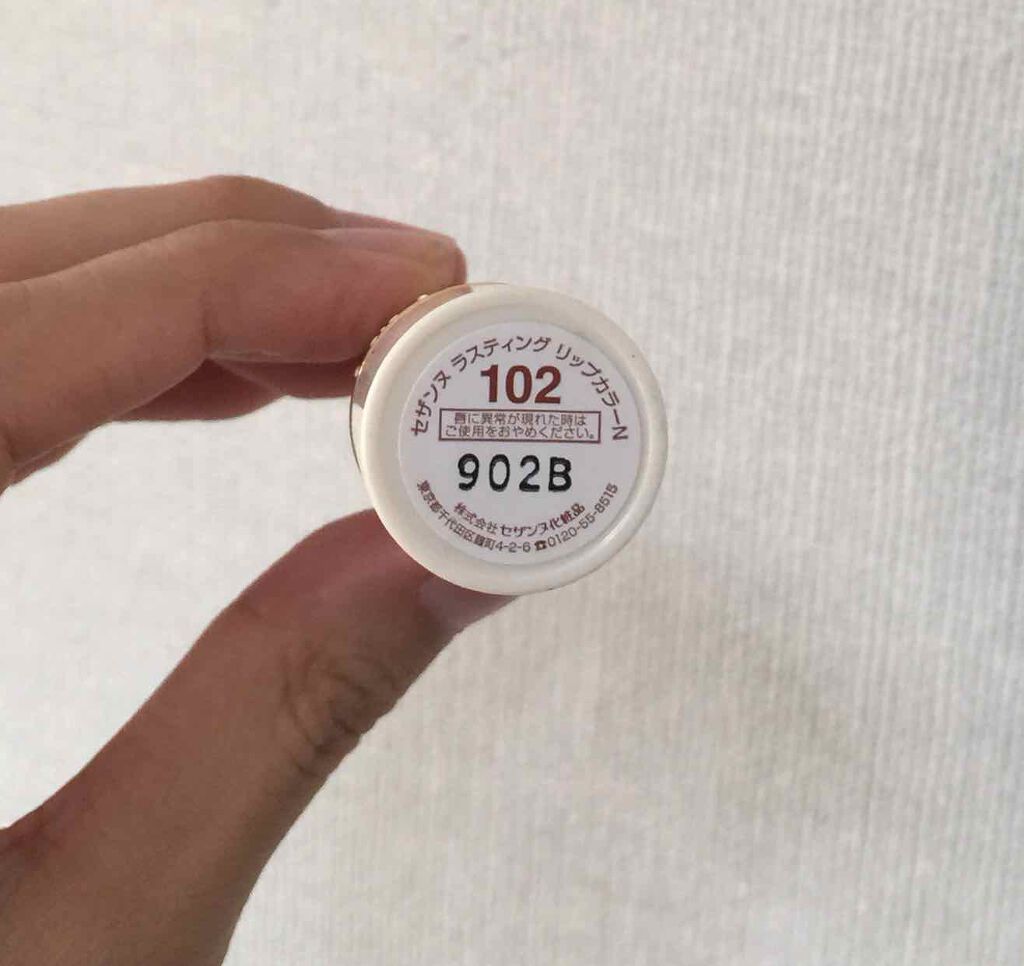 セザンヌ ラスティング リップカラーN
102
唇に異常が現れた時は
ご使用をおやめください。
902B
株式会社 セザンヌ化粧品
東京都千代田区麹町4-2-6 ☎0120-55-8515